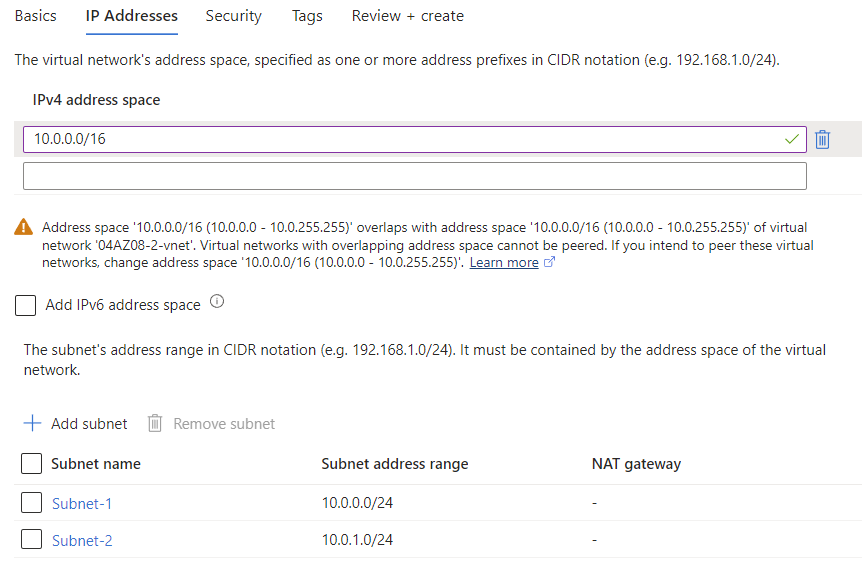 Basics IP Addresses Security Tags Review + create
The virtual network's address space, specified as one or more address prefixes in CIDR notation (e.g. 192.168.1.0/24).
IPv4 address space
10.0.0.0/16
Address space '10.0.0.0/16 (10.0.0.0 - 10.0.255.255)' overlaps with address space '10.0.0.0/16 (10.0.0.0 - 10.0.255.255)' of virtual
network '04AZ08-2-vnet'. Virtual networks with overlapping address space cannot be peered. If you intend to peer these virtual
networks, change address space '10.0.0.0/16 (10.0.0.0 - 10.0.255.255)'. Learn more
Add IPv6 address space
The subnet's address range in CIDR notation (e.g. 192.168.1.0/24). It must be contained by the address space of the virtual
network.
Add subnet Remove subnet
Subnet name Subnet address range NAT gateway
Subnet-1 10.0.0.0/24 -
Subnet-2 10.0.1.0/24 -